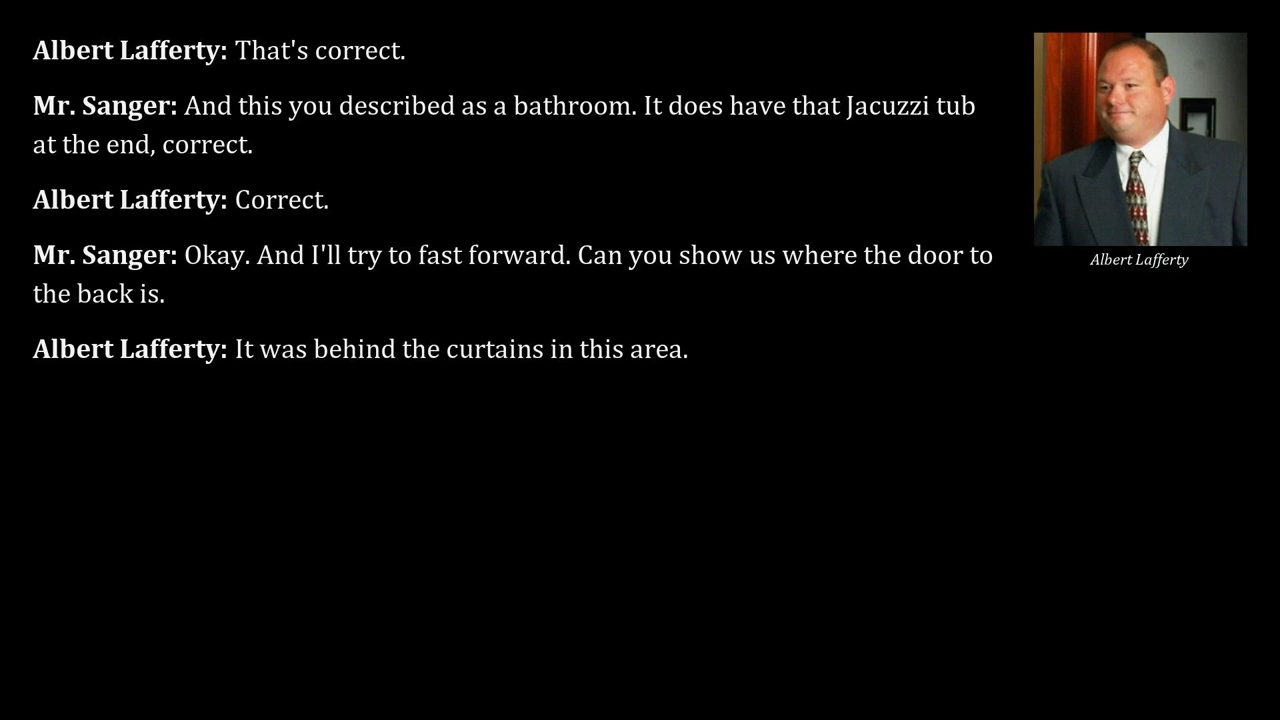 Albert Lafferty: That's correct.
Mr. Sanger: And this you described as a bathroom. It does have that Jacuzzi tub
at the end, correct.
Albert Lafferty: Correct.
Mr. Sanger: Okay. And I'll try to fast forward. Can you show us where the door to
the back is.
Albert Lafferty: It was behind the curtains in this area.
Albert Lafferty